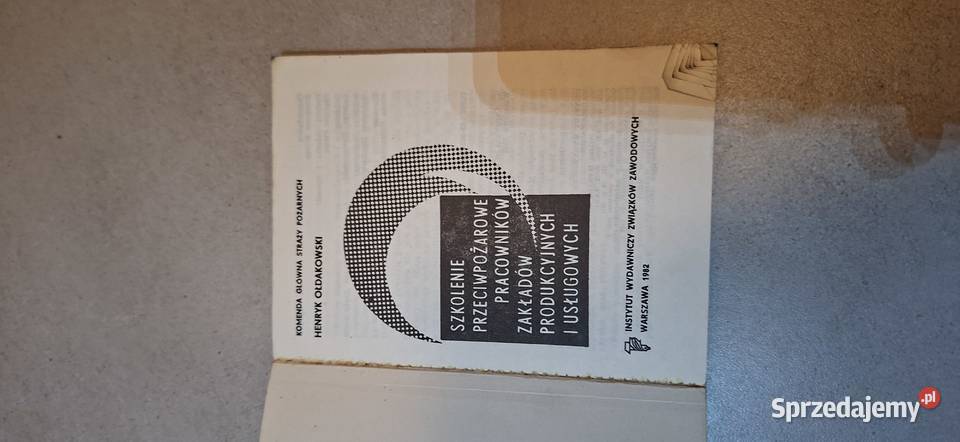 KOMENDA GŁÓWNA STRAŻY POŻARNYCH
HENRYK OŁDAKOWSKI
SZKOLENIE
PRZECIWPOŻAROWE
PRACOWNIKÓW
ZAKŁADÓW
PRODUKCYJNYCH
I USŁUGOWYCH
INSTYTUT WYDAWNICZY ZWIĄZKÓW ZAWODOWYCH
WARSZAWA 1982
Sprzedajemy.pl